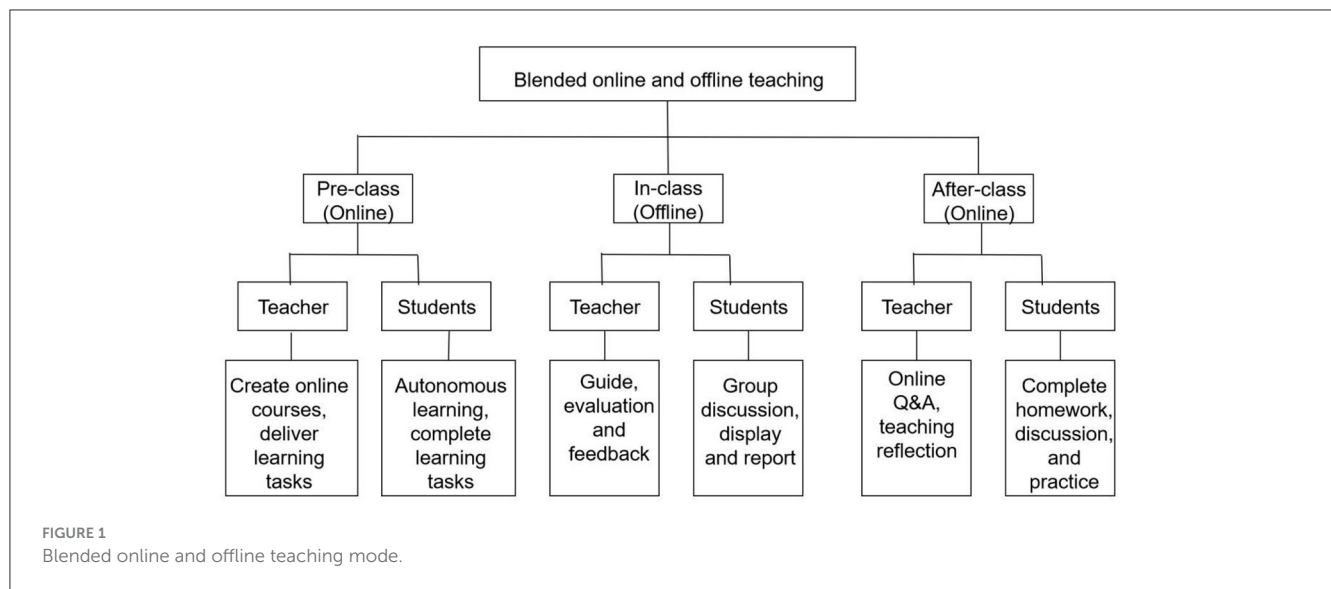 Blended online and offline teaching
Pre-class
(Online)
In-class
(Offline)
After-class
(Online)
Teacher
Students
Teacher
Students
Teacher
Students
Create online
courses,
deliver
learning
tasks
Autonomous
learning,
complete
learning
tasks
Guide,
evaluation
and
feedback
Group
discussion,
display
and report
Online
Q&A,
teaching
reflection
Complete
homework,
discussion,
and
practice
FIGURE 1
Blended online and offline teaching mode.